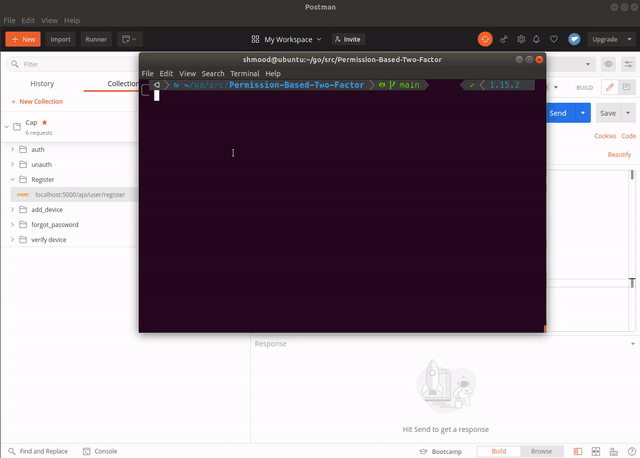 Postman
File Edit View Help
+ New Import Runner My Workspace Invite Upgrade
Filter
History Collectio
+ New Collection
Cap
6 requests
auth
unauth
Register
localhost:5000/api/user/register
add_device
forgot_password
verify device
shmood@ubuntu:~/go/src/Permission-Based-Two-Factor
File Edit View Search Terminal Help
~/go/src/Permission-Based-Two-Factor main ✔ 1.15.2
BUILD
Send Save
Cookies Code
Beautify
Response
Hit Send to get a response
Find and Replace Console Bootcamp Build Browse